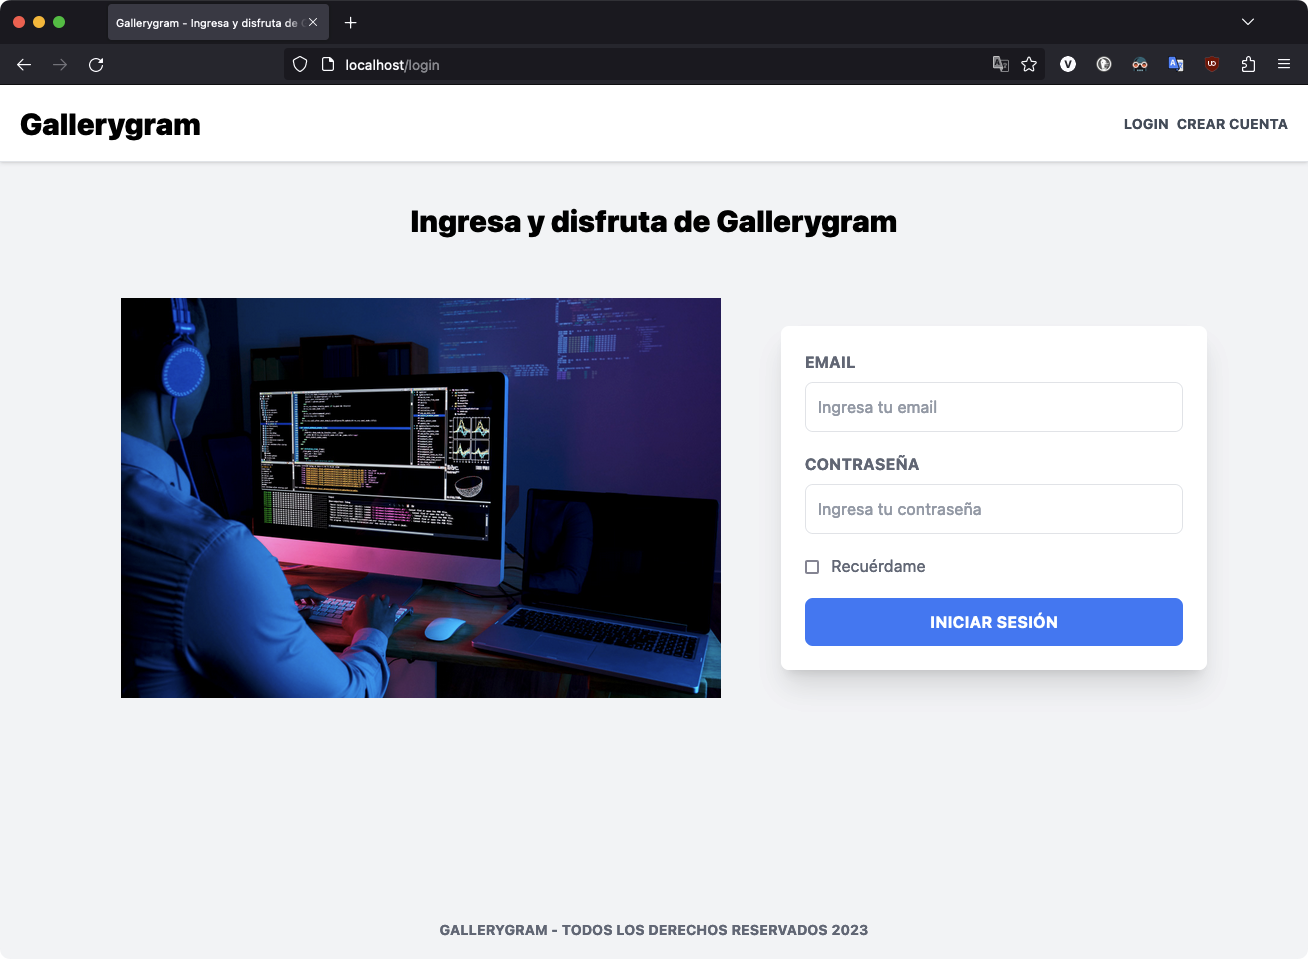 Gallerygram - Ingresa y disfruta de
localhost/login
Gallerygram
LOGIN CREAR CUENTA
Ingresa y disfruta de Gallerygram
EMAIL
Ingresa tu email
CONTRASEÑA
Ingresa tu contraseña
Recuérdame
INICIAR SESIÓN
GALLERYGRAM - TODOS LOS DERECHOS RESERVADOS 2023